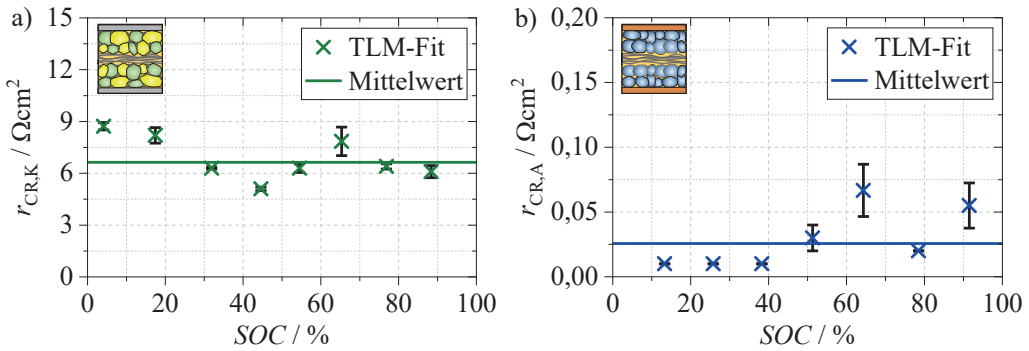 a)
15
12
9
6
3
0
r_CR,K / Ωcm²
TLM-Fit
Mittelwert
0 20 40 60 80 100
SOC / %
b)
0,20
0,15
0,10
0,05
0,00
r_CR,A / Ωcm²
TLM-Fit
Mittelwert
0 20 40 60 80 100
SOC / %